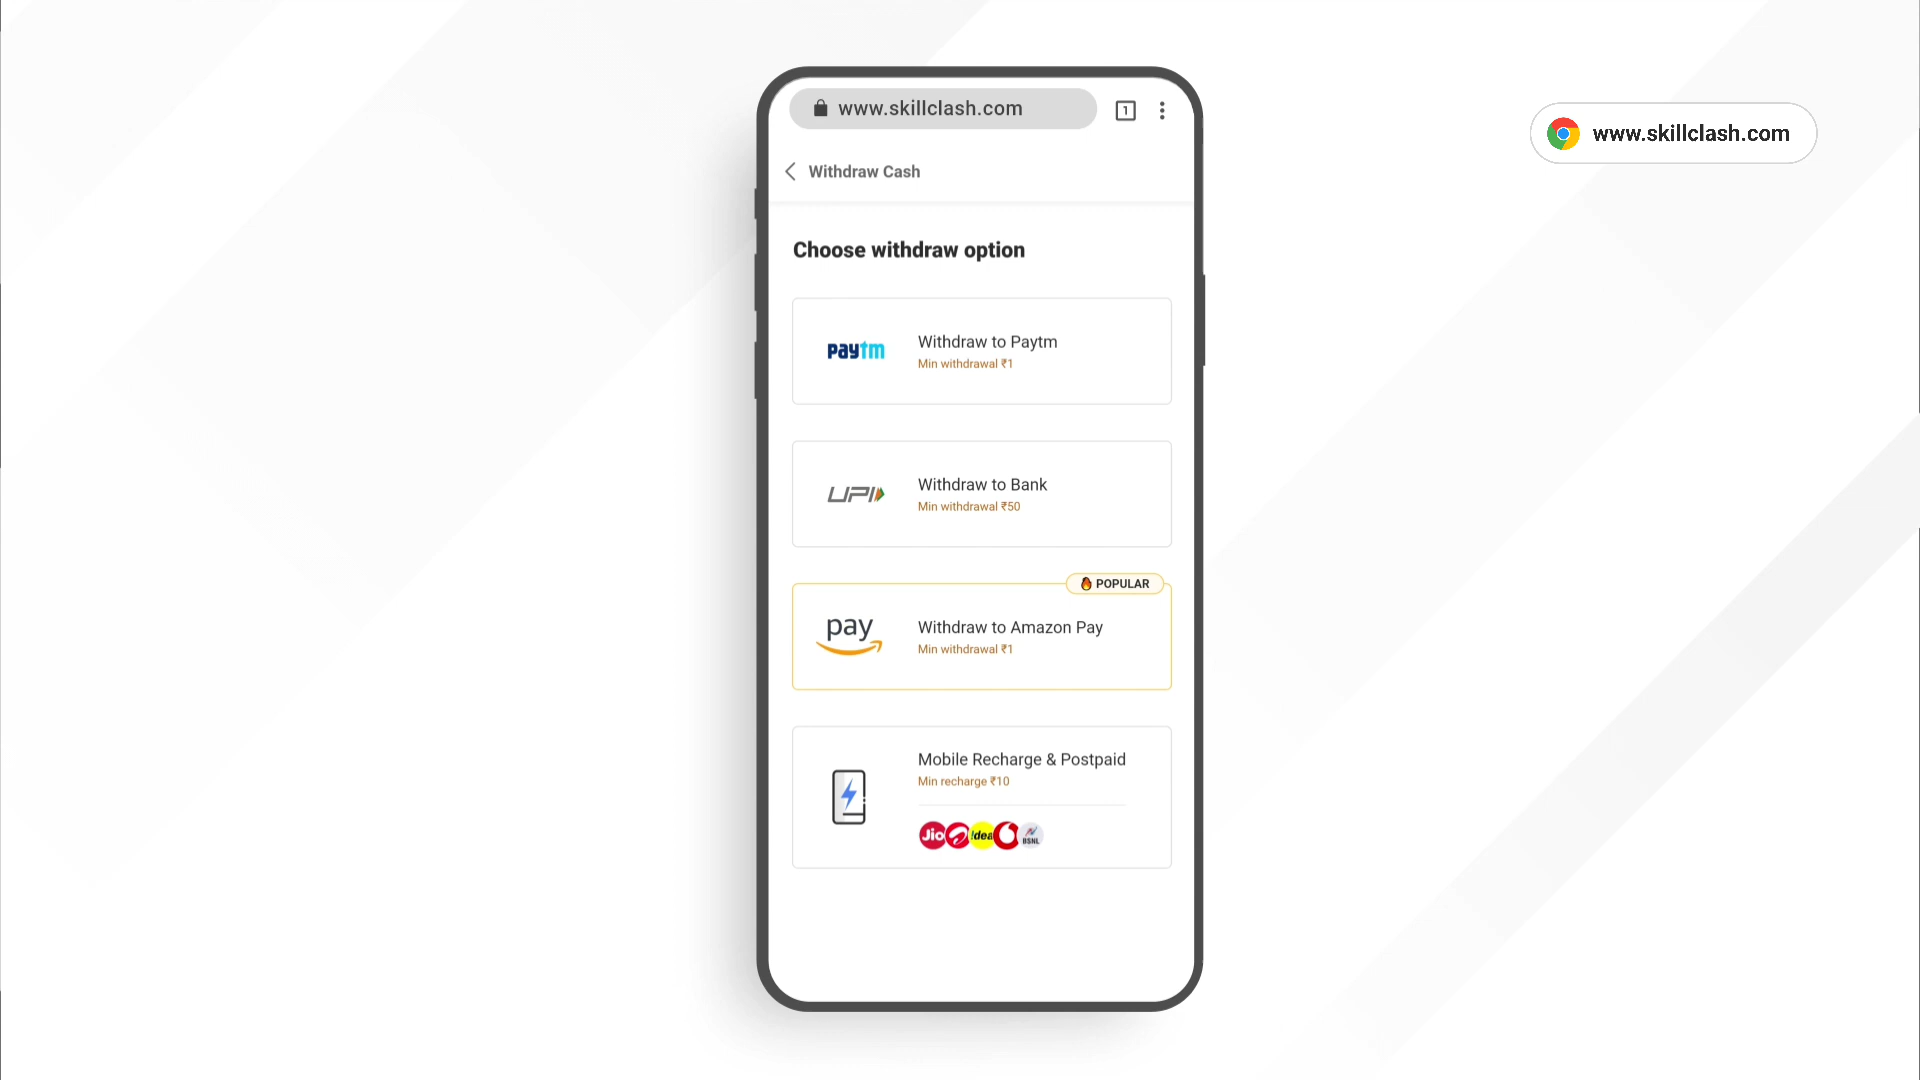 www.skillclash.com
1
www.skillclash.com
Withdraw Cash
Choose withdraw option
paytm
Withdraw to Paytm
Min withdrawal ₹1
UPI
Withdraw to Bank
Min withdrawal ₹50
POPULAR
pay
Withdraw to Amazon Pay
Min withdrawal ₹1
Mobile Recharge & Postpaid
Min recharge ₹10
Jio
!dea
BSNL